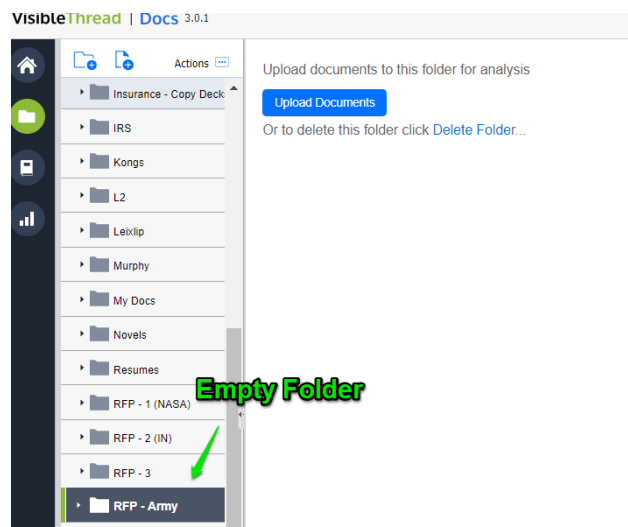 VisibleThread | Docs 3.0.1
Actions
Insurance - Copy Deck
IRS
Kongs
L2
Leixlip
Murphy
My Docs
Novels
Resumes
RFP - 1 (NASA)
RFP - 2 (IN)
RFP - 3
RFP - Army
Empty Folder
Upload documents to this folder for analysis
Upload Documents
Or to delete this folder click Delete Folder...